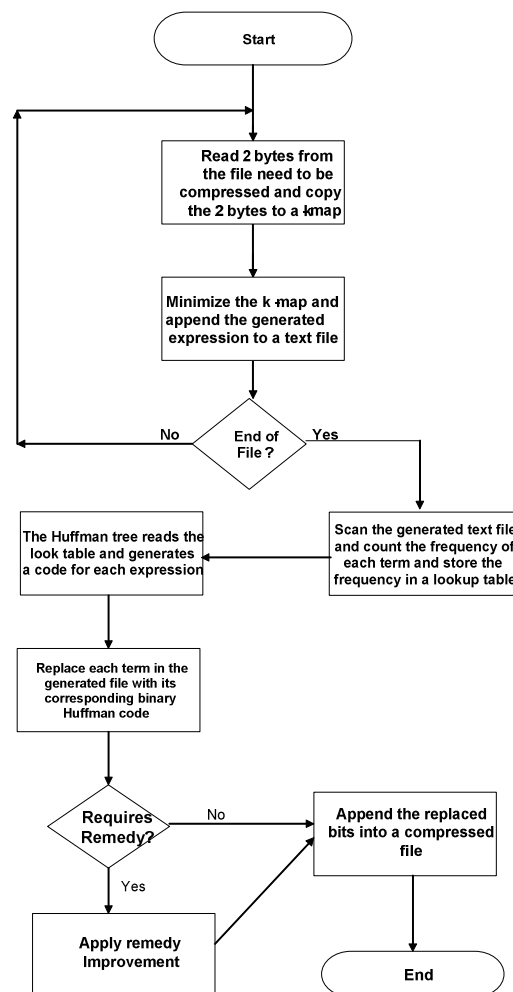 Start
Read 2 bytes from
the file need to be
compressed and copy
the 2 bytes to a kmap
Minimize the k-map and
append the generated
expression to a text file
No
End of
File?
Yes
The Huffman tree reads the
look table and generates
a code for each expression
Scan the generated text file
and count the frequency of
each term and store the
frequency in a lookup table
Replace each term in the
generated file with its
corresponding binary
Huffman code
Requires
Remedy?
No
Yes
Append the replaced
bits into a compressed
file
Apply remedy
Improvement
End